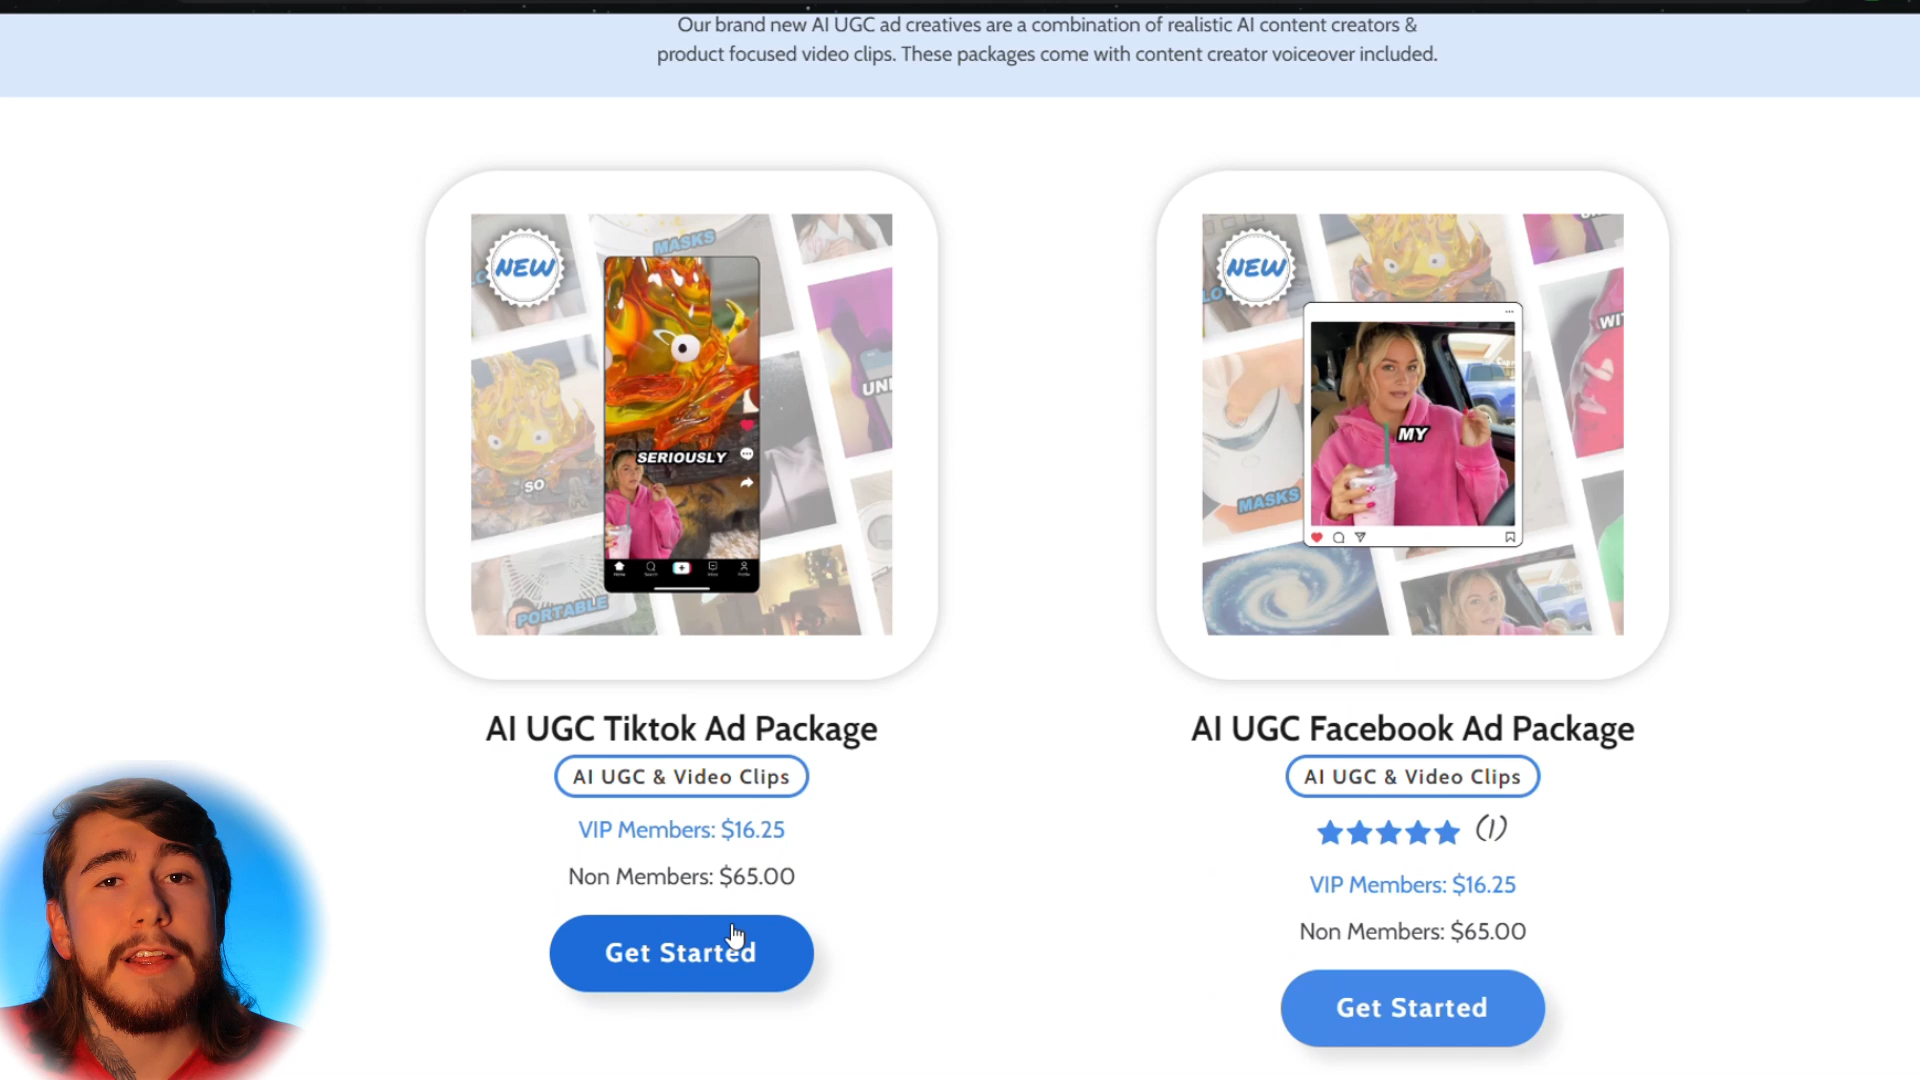 Our brand new AI UGC ad creatives are a combination of realistic AI content creators &
product focused video clips. These packages come with content creator voiceover included.
NEW
MASKS
SERIOUSLY
SO
PORTABLE
NEW
MY
MASKS
AI UGC Tiktok Ad Package
AI UGC & Video Clips
VIP Members: $16.25
Non Members: $65.00
Get Started
AI UGC Facebook Ad Package
AI UGC & Video Clips
(1)
VIP Members: $16.25
Non Members: $65.00
Get Started